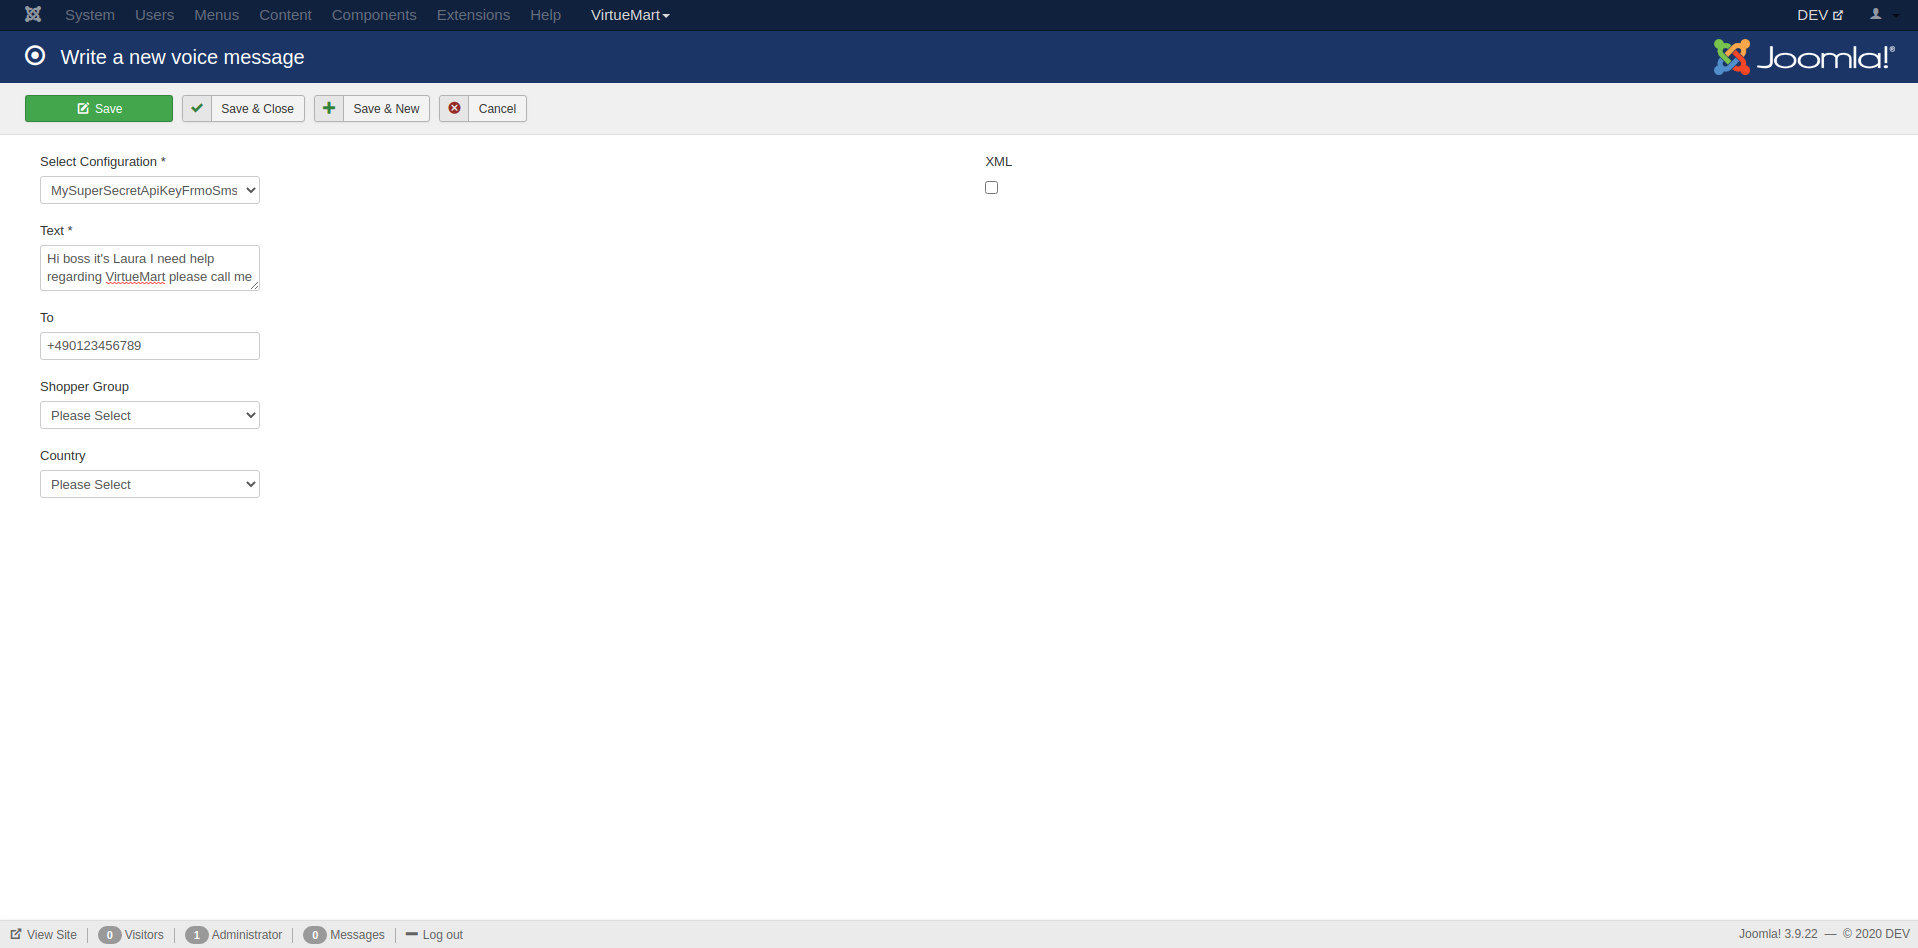 System Users Menus Content Components Extensions Help VirtueMart DEV
Write a new voice message
Joomla!®
Save Save & Close Save & New Cancel
Select Configuration * XML
MySuperSecretApiKeyFrmoSms
Text *
Hi boss it's Laura I need help
regarding VirtueMart please call me
To
+490123456789
Shopper Group
Please Select
Country
Please Select
View Site 0 Visitors 1 Administrator 0 Messages Log out Joomla! 3.9.22 — © 2020 DEV